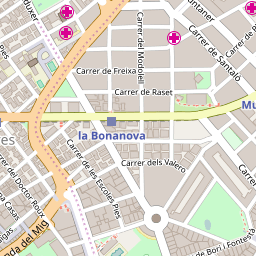 Carrer del Modolell
Carrer de Santaló
Carrer de Freixa
Carrer de Raset
la Bonanova
Carrer dels Valero
Carrer de les Escoles Pies
Carrer del Doctor Roux